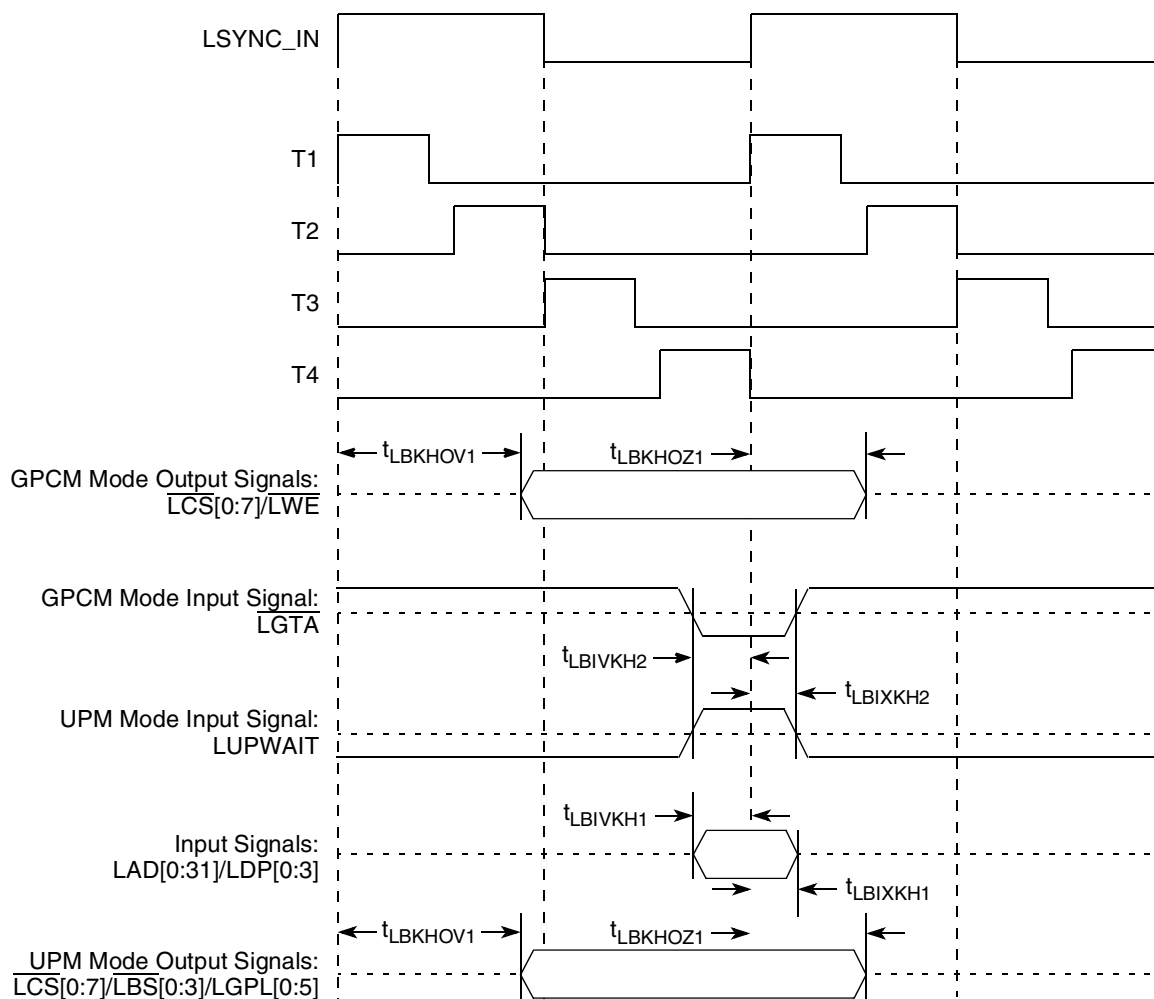 LSYNC_IN
T1
T2
T3
T4
tLBKHOV1
tLBKHOZ1
GPCM Mode Output Signals:
LCS[0:7]/LWE
GPCM Mode Input Signal:
LGTA
tLBIVKH2
tLBIXKH2
UPM Mode Input Signal:
LUPWAIT
tLBIVKH1
Input Signals:
LAD[0:31]/LDP[0:3]
tLBIXKH1
tLBKHOV1
tLBKHOZ1
UPM Mode Output Signals:
LCS[0:7]/LBS[0:3]/LGPL[0:5]